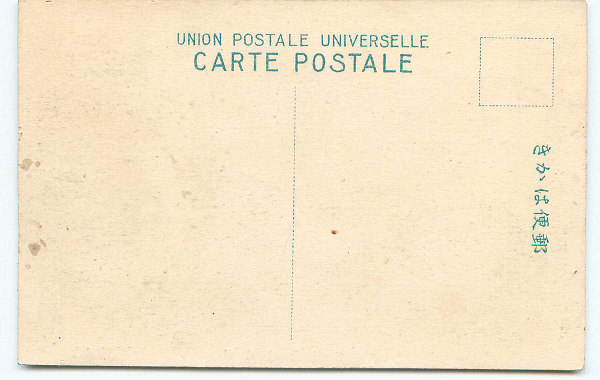 UNION POSTALE UNIVERSELLE
CARTE POSTALE
きかは便郵